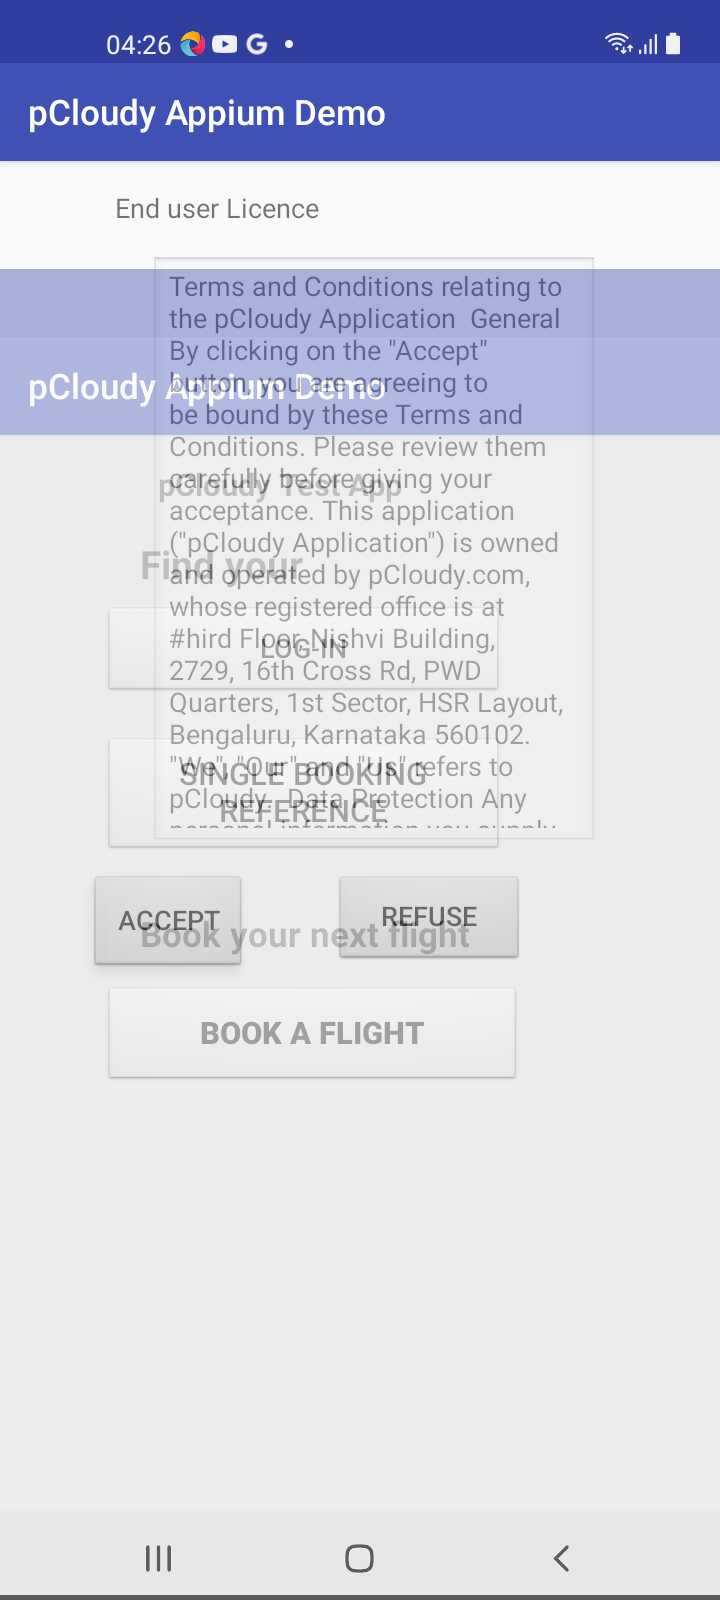 04:26
pCloudy Appium Demo
End user Licence
Terms and Conditions relating to
the pCloudy Application  General
By clicking on the "Accept"
button, you are agreeing to
be bound by these Terms and
Conditions. Please review them
carefully before giving your
acceptance. This application
("pCloudy Application") is owned
and operated by pCloudy.com,
whose registered office is at
#hird Floor, Nishvi Building,
2729, 16th Cross Rd, PWD
Quarters, 1st Sector, HSR Layout,
Bengaluru, Karnataka 560102.
"We", "Our" and "Us" refers to
pCloudy.  Data Protection Any
personal information you supply
ACCEPT
REFUSE
pCloudy Appium Demo
pCloudy Test App
Find your
LOG-IN
SINGLE BOOKING
REFERENCE
Book your next flight
BOOK A FLIGHT